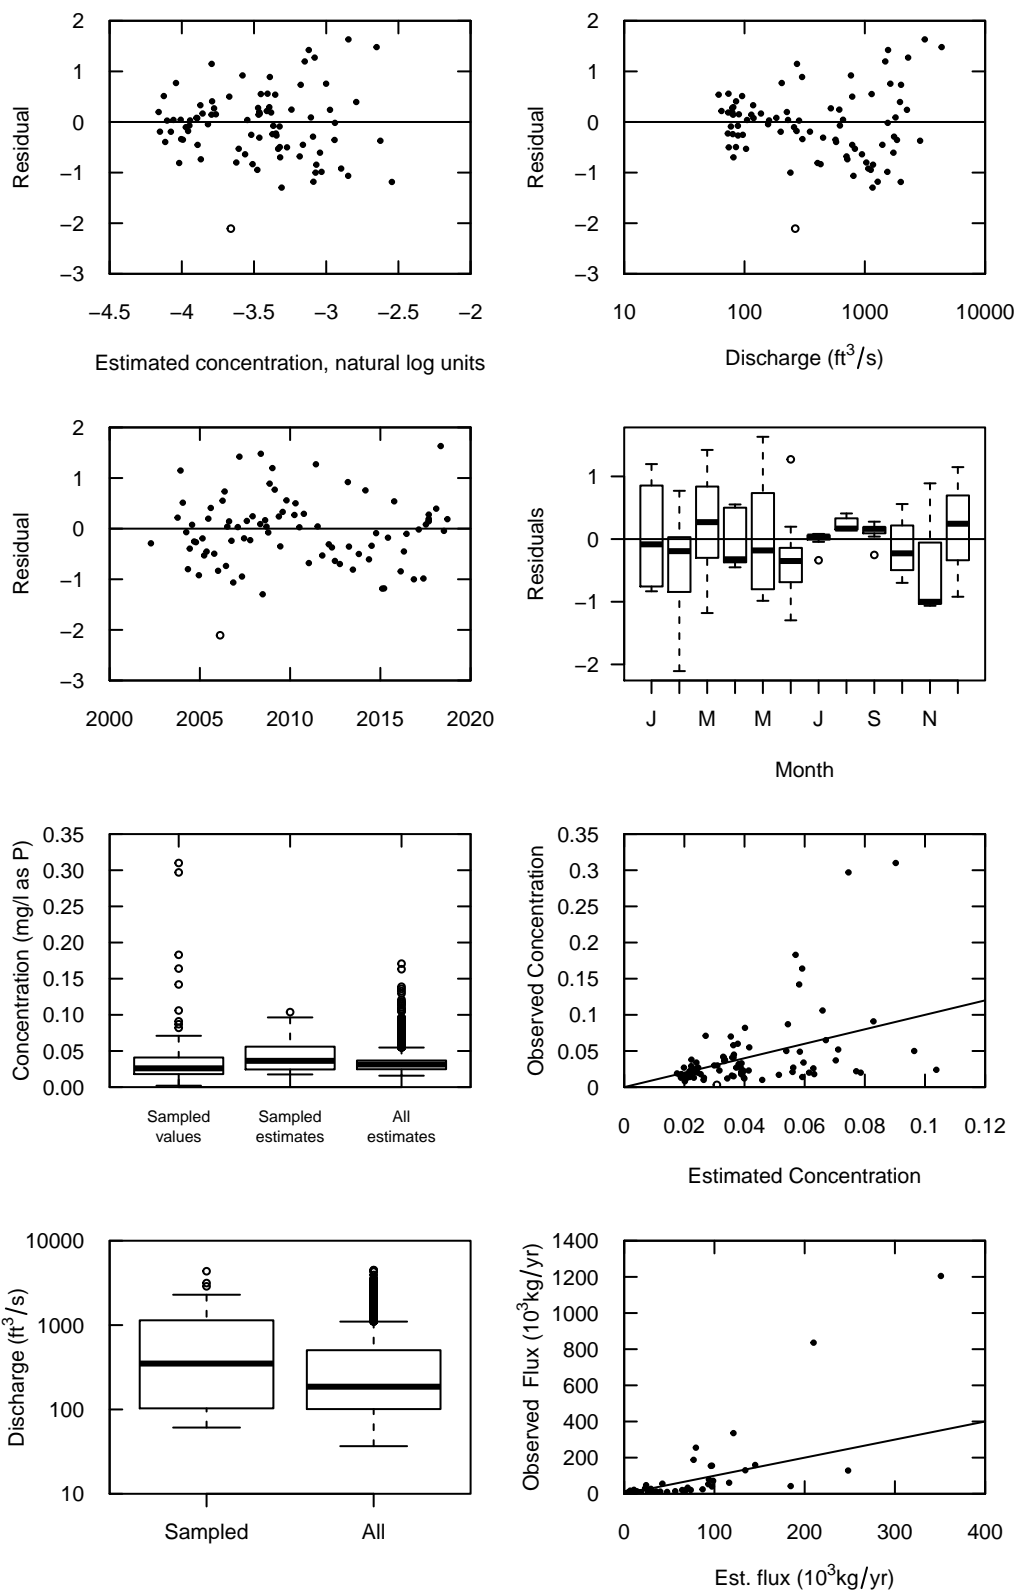 2
1
0
−1
−2
−3
Residual
−4.5 −4 −3.5 −3 −2.5 −2
Estimated concentration, natural log units
2
1
0
−1
−2
−3
Residual
10 100 1000 10000
Discharge (ft3/s)
2
1
0
−1
−2
−3
Residual
2000 2005 2010 2015 2020
1
0
−1
−2
Residuals
J M M J S N
Month
0.35
0.30
0.25
0.20
0.15
0.10
0.05
0.00
Concentration (mg/l as P)
Sampled Sampled All
values estimates estimates
0.35
0.3
0.25
0.2
0.15
0.1
0.05
0
Observed Concentration
0 0.02 0.04 0.06 0.08 0.1 0.12
Estimated Concentration
10000
1000
100
10
Discharge (ft3/s)
Sampled All
1400
1200
1000
800
600
400
200
0
Observed Flux (103kg/yr)
0 100 200 300 400
Est. flux (103kg/yr)